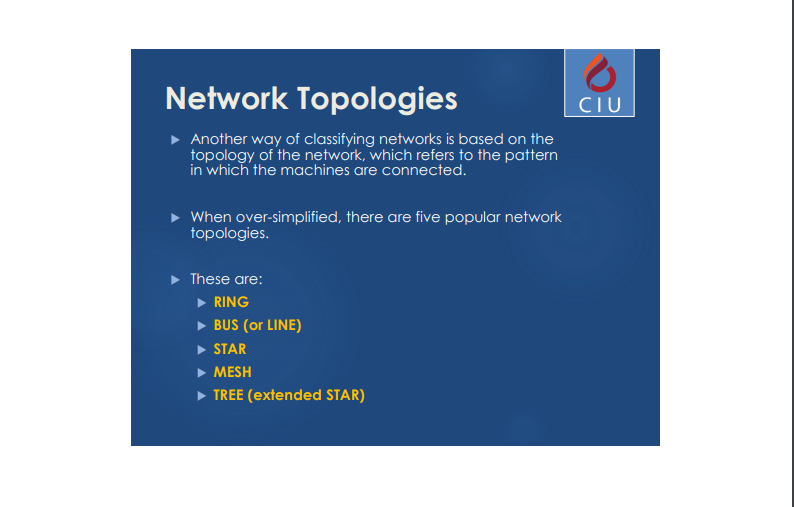 Network Topologies
CIU
Another way of classifying networks is based on the
topology of the network, which refers to the pattern
in which the machines are connected.
When over-simplified, there are five popular network
topologies.
These are:
RING
BUS (or LINE)
STAR
MESH
TREE (extended STAR)